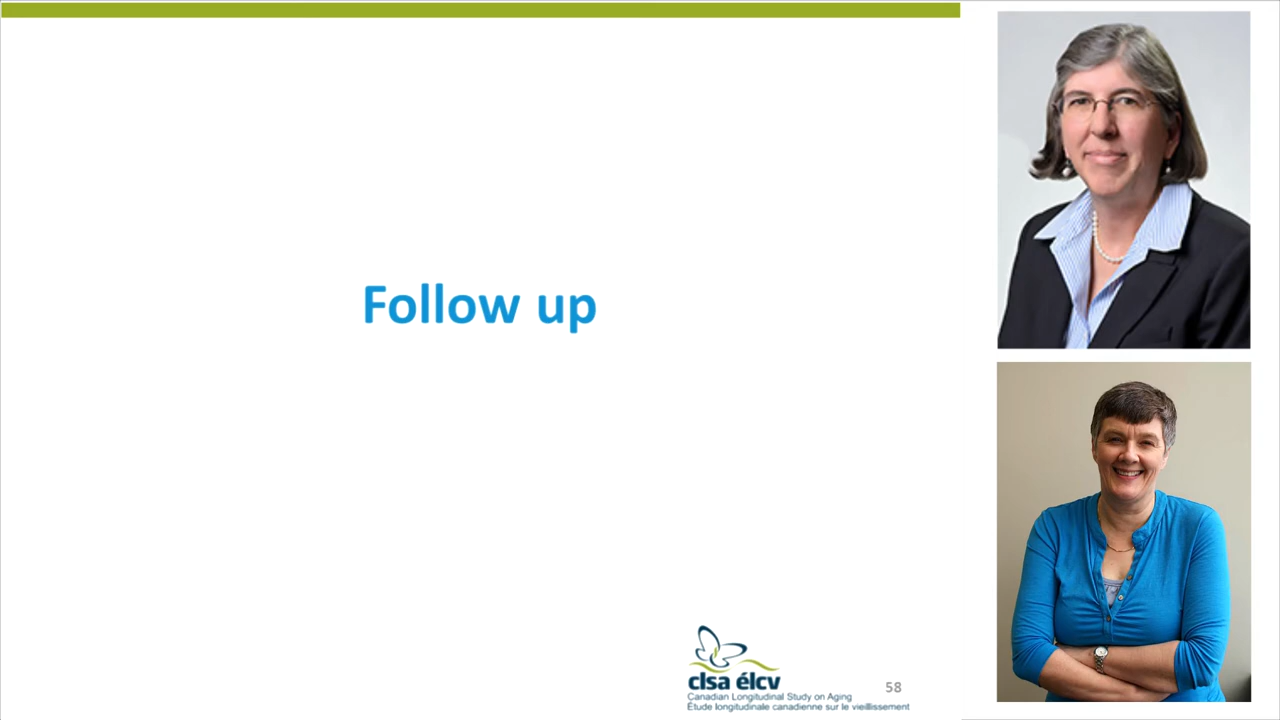 Follow up
clsa élcv
Canadian Longitudinal Study on Aging
Étude longitudinale canadienne sur le vieillissement
58